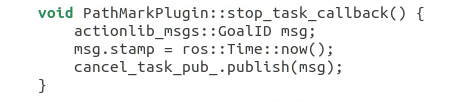 void PathMarkPlugin::stop_task_callback() {
    actionlib_msgs::GoalID msg;
    msg.stamp = ros::Time::now();
    cancel_task_pub_.publish(msg);
}